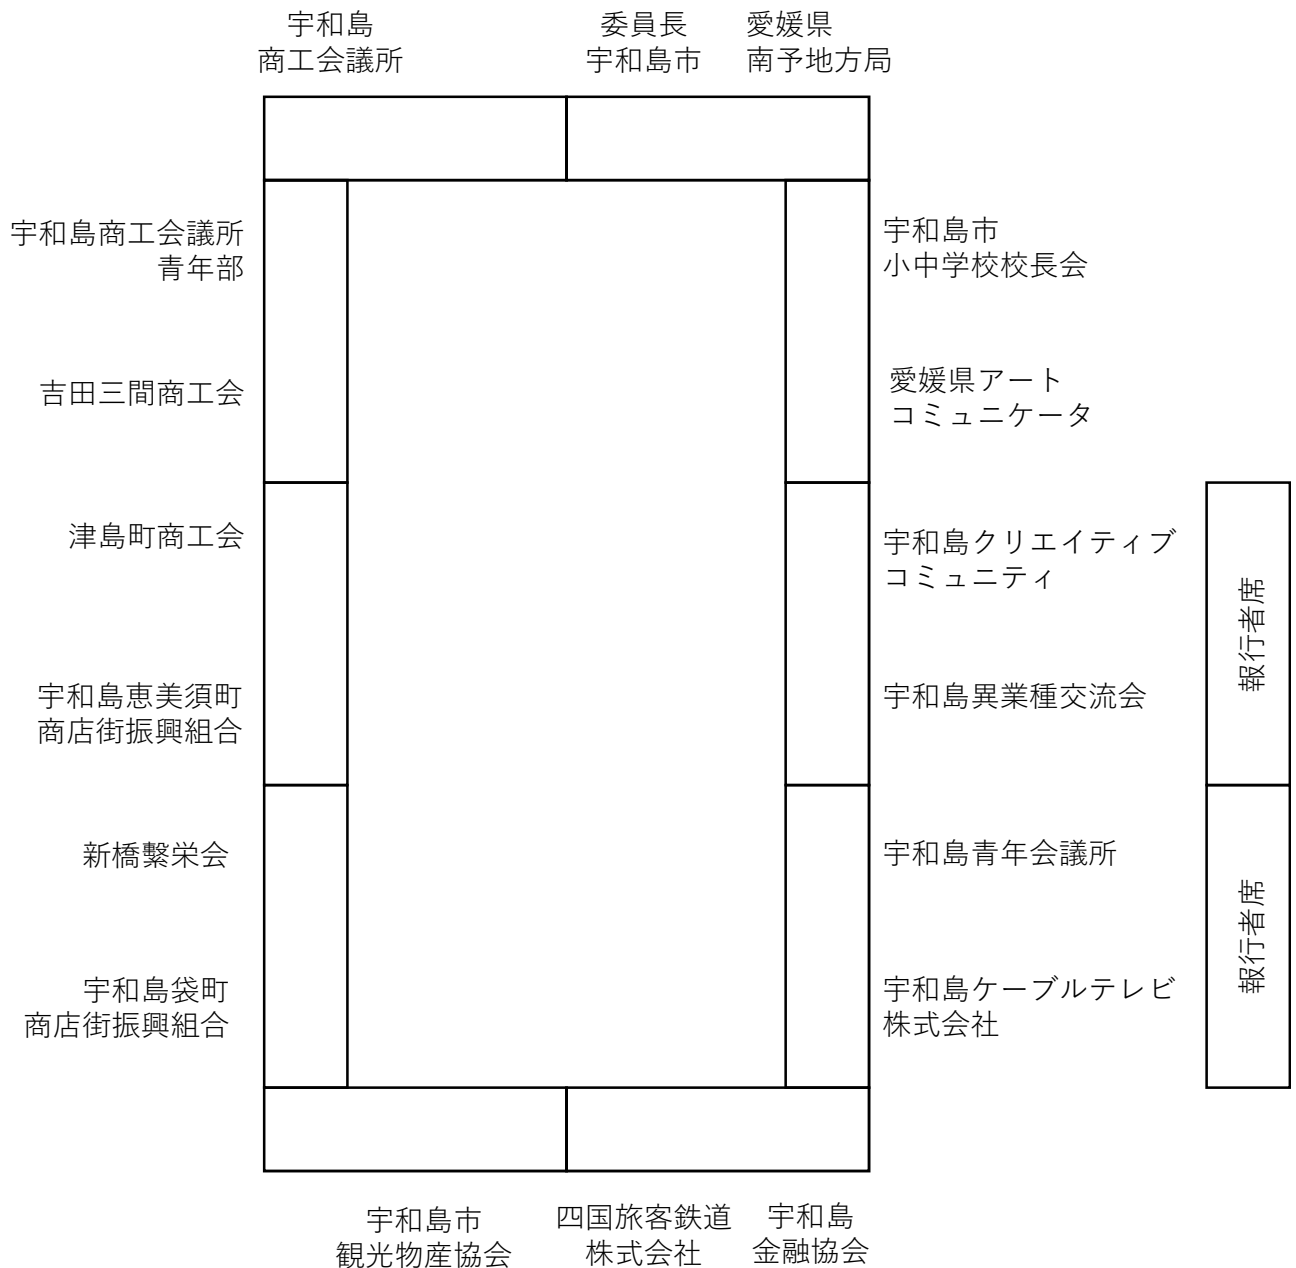 宇和島
商工会議所
委員長
宇和島市
愛媛県
南予地方局
宇和島商工会議所
青年部
宇和島市
小中学校校長会
吉田三間商工会
愛媛県アート
コミュニケータ
津島町商工会
宇和島クリエイティブ
コミュニティ
宇和島恵美須町
商店街振興組合
宇和島異業種交流会
報行者席
新橋繫栄会
宇和島青年会議所
宇和島袋町
商店街振興組合
宇和島ケーブルテレビ
株式会社
報行者席
宇和島市
観光物産協会
四国旅客鉄道
株式会社
宇和島
金融協会